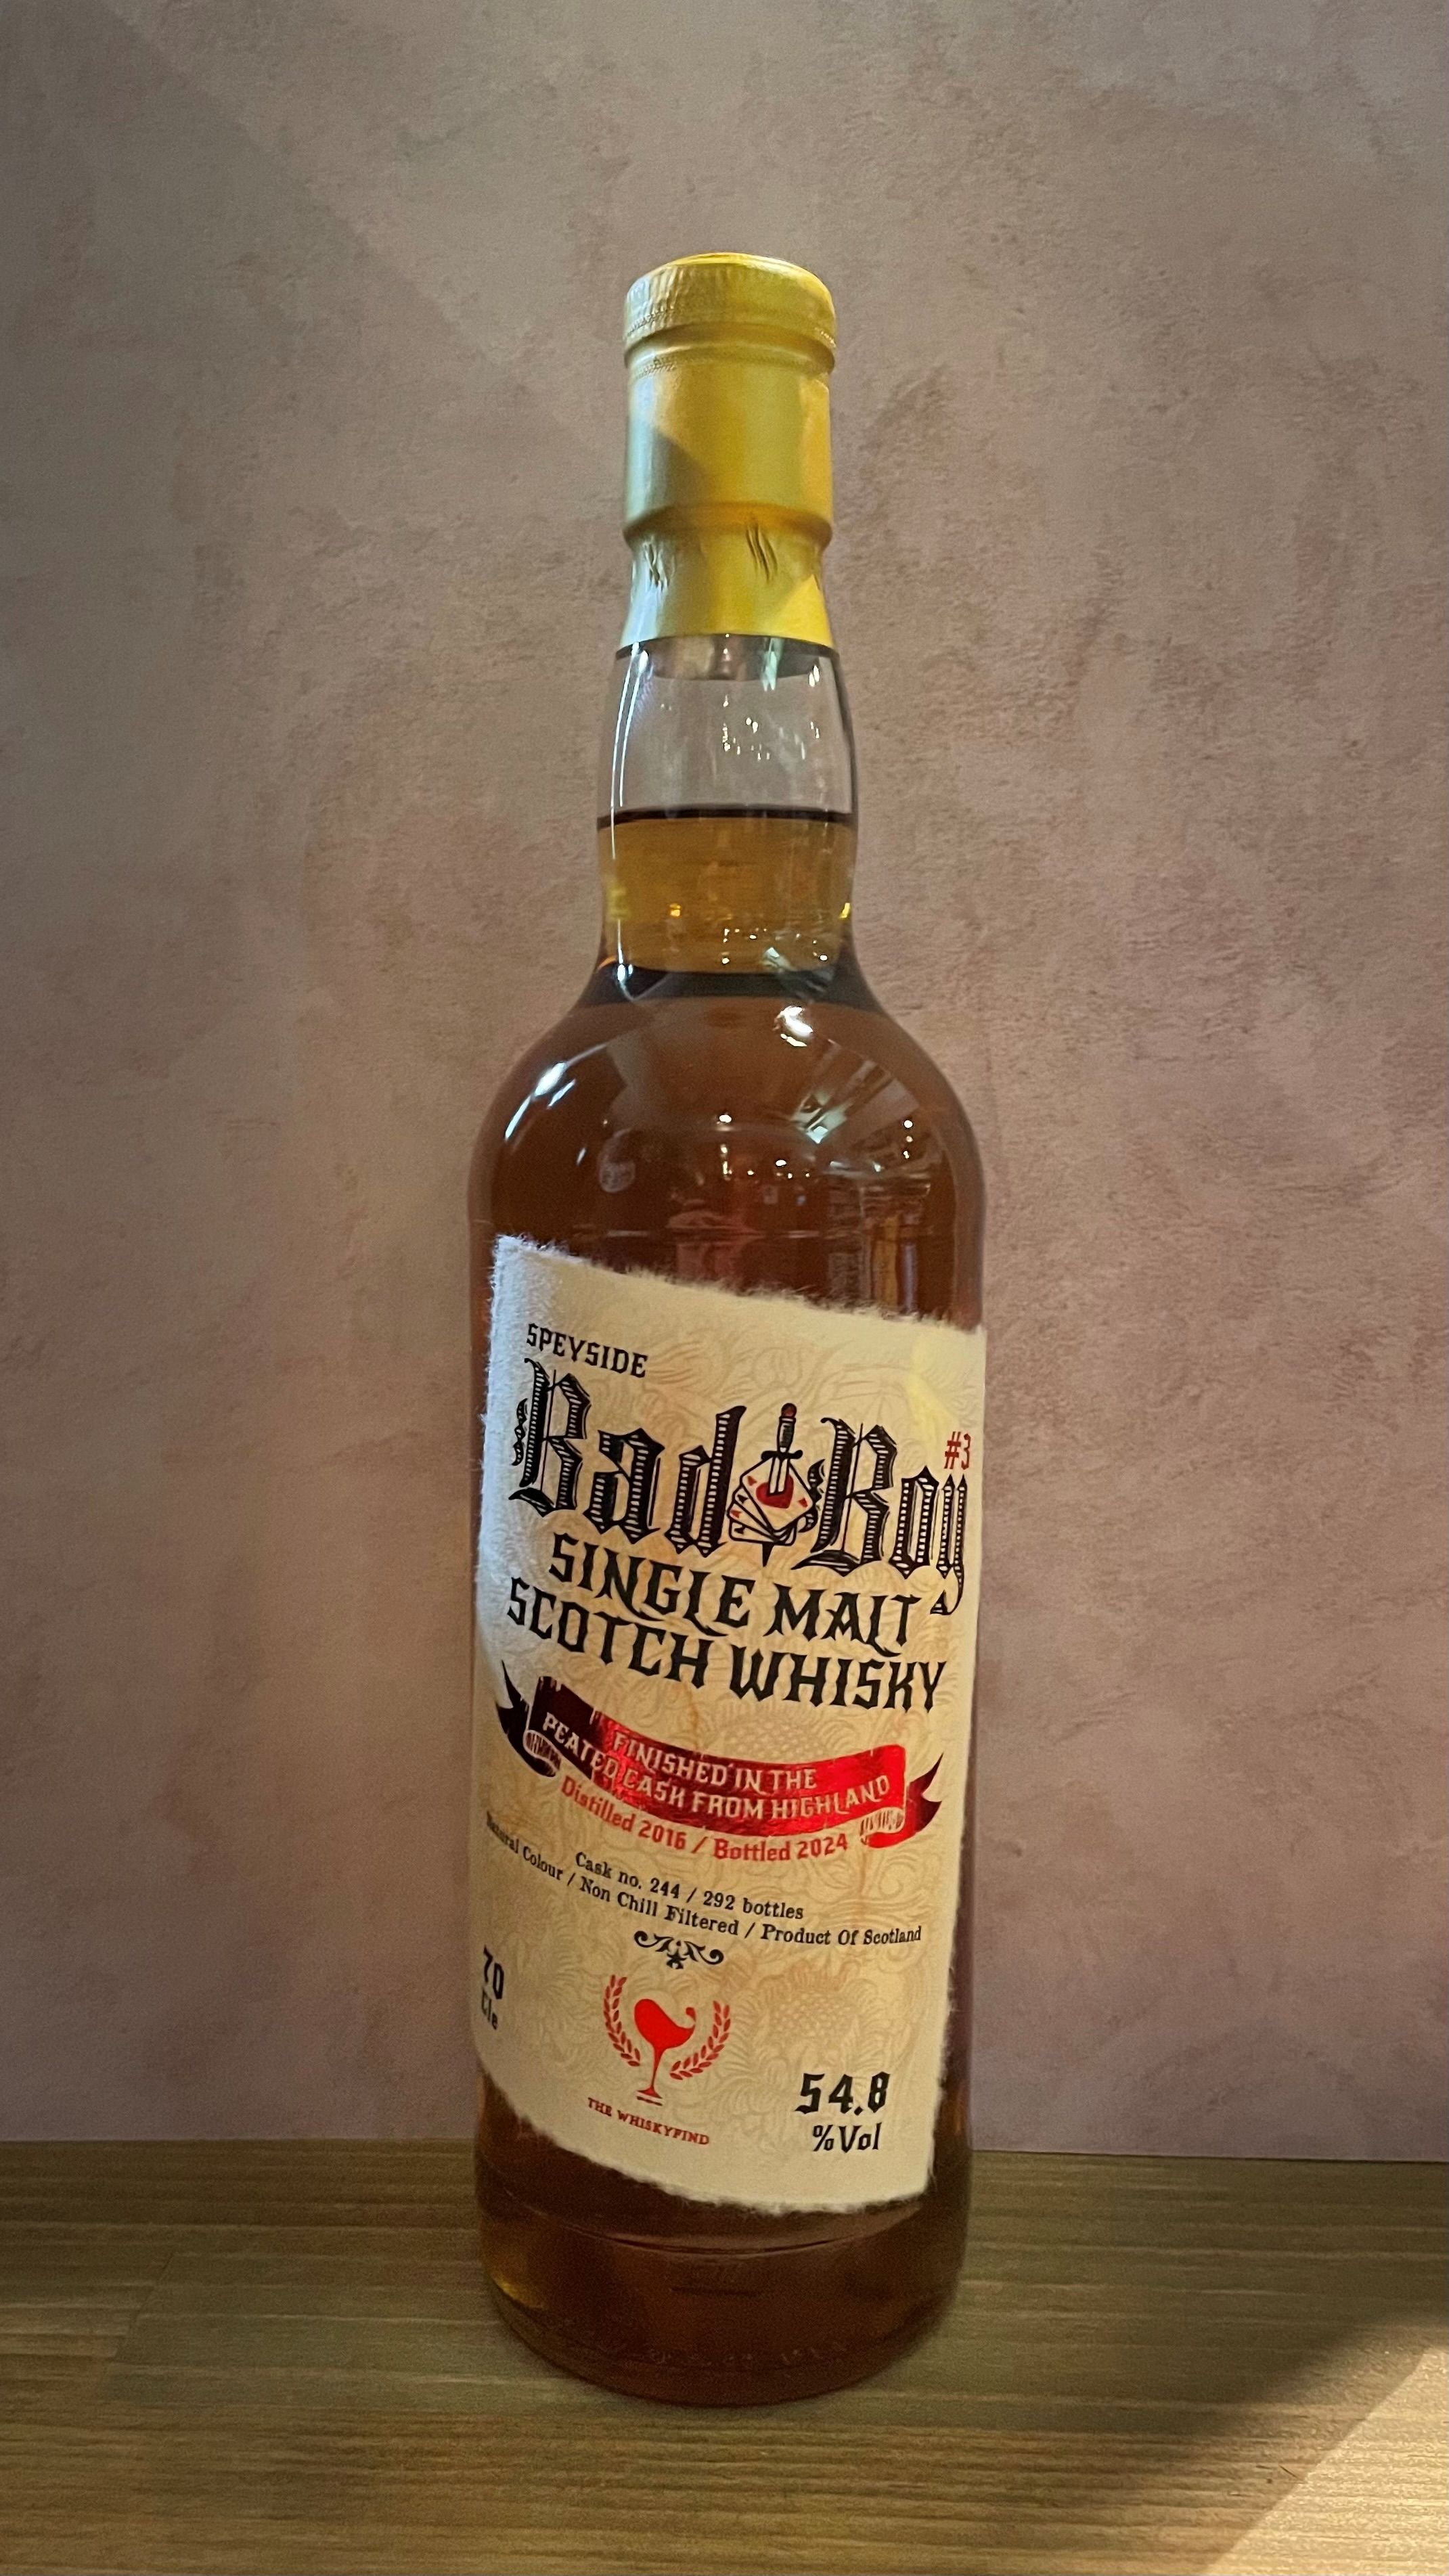 SPEYSIDE
#3
Bad Boy
SINGLE MALT
SCOTCH WHISKY
FINISHED IN THE
PEATED CASK FROM HIGHLAND
Distilled 2016 / Bottled 2024
Cask no. 244 / 292 bottles
Natural Colour / Non Chill Filtered / Product Of Scotland
70
Cle
THE WHISKYFIND
54.8
%Vol